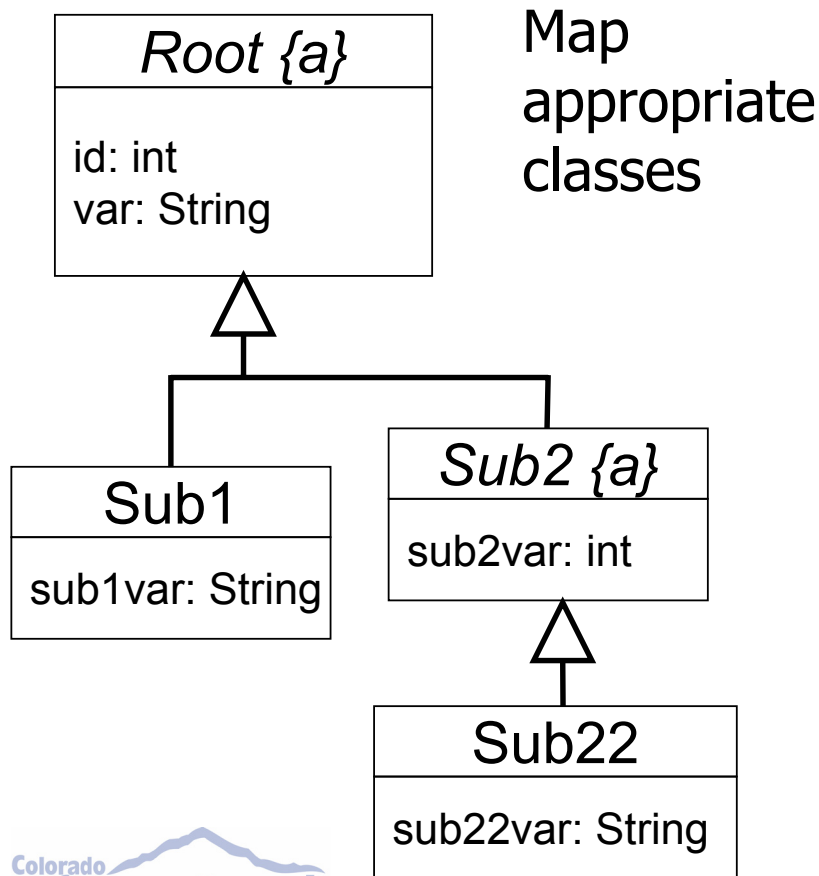 Root {a}
id: int
var: String
Map
appropriate
classes
Sub1
sub1var: String
Sub2 {a}
sub2var: int
Sub22
sub22var: String
Colorado